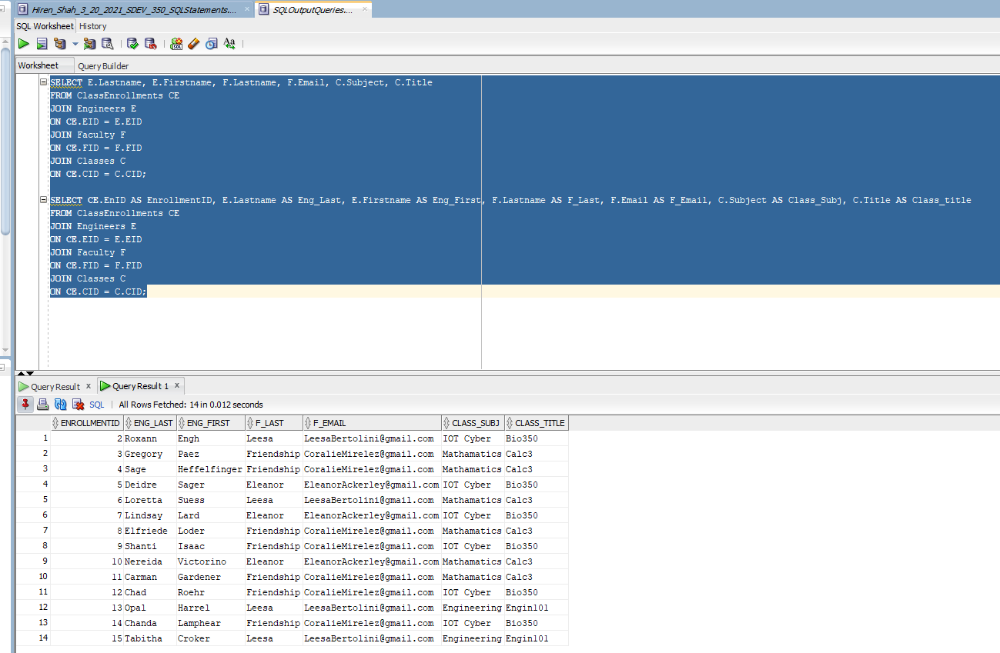 Hiren_Shah_3_20_2021_SDEV_350_SQLStatements.... × SQLOutputQueries.... ×
SQL Worksheet History
Worksheet Query Builder
SELECT E.Lastname, E.Firstname, F.Lastname, F.Email, C.Subject, C.Title
FROM ClassEnrollments CE
JOIN Engineers E
ON CE.EID = E.EID
JOIN Faculty F
ON CE.FID = F.FID
JOIN Classes C
ON CE.CID = C.CID;
SELECT CE.EnID AS EnrollmentID, E.Lastname AS Eng_Last, E.Firstname AS Eng_First, F.Lastname AS F_Last, F.Email AS F_Email, C.Subject AS Class_Subj, C.Title AS Class_title
FROM ClassEnrollments CE
JOIN Engineers E
ON CE.EID = E.EID
JOIN Faculty F
ON CE.FID = F.FID
JOIN Classes C
ON CE.CID = C.CID;
Query Result x Query Result 1 x
SQL | All Rows Fetched: 14 in 0.012 seconds
ENROLLMENTID ENG_LAST ENG_FIRST F_LAST F_EMAIL CLASS_SUBJ CLASS_TITLE
1 2 Roxann Engh Leesa LeesaBertolini@gmail.com IOT Cyber Bio350
2 3 Gregory Paez Friendship CoralieMirelez@gmail.com Mathamatics Calc3
3 4 Sage Heffelfinger Friendship CoralieMirelez@gmail.com Mathamatics Calc3
4 5 Deidre Sager Eleanor EleanorAckerley@gmail.com IOT Cyber Bio350
5 6 Loretta Suess Leesa LeesaBertolini@gmail.com Mathamatics Calc3
6 7 Lindsay Lard Eleanor EleanorAckerley@gmail.com IOT Cyber Bio350
7 8 Elfriede Loder Friendship CoralieMirelez@gmail.com Mathamatics Calc3
8 9 Shanti Isaac Friendship CoralieMirelez@gmail.com IOT Cyber Bio350
9 10 Nereida Victorino Eleanor EleanorAckerley@gmail.com Mathamatics Calc3
10 11 Carman Gardener Friendship CoralieMirelez@gmail.com Mathamatics Calc3
11 12 Chad Roehr Friendship CoralieMirelez@gmail.com IOT Cyber Bio350
12 13 Opal Harrel Leesa LeesaBertolini@gmail.com Engineering Engin101
13 14 Chanda Lamphear Friendship CoralieMirelez@gmail.com IOT Cyber Bio350
14 15 Tabitha Croker Leesa LeesaBertolini@gmail.com Engineering Engin101